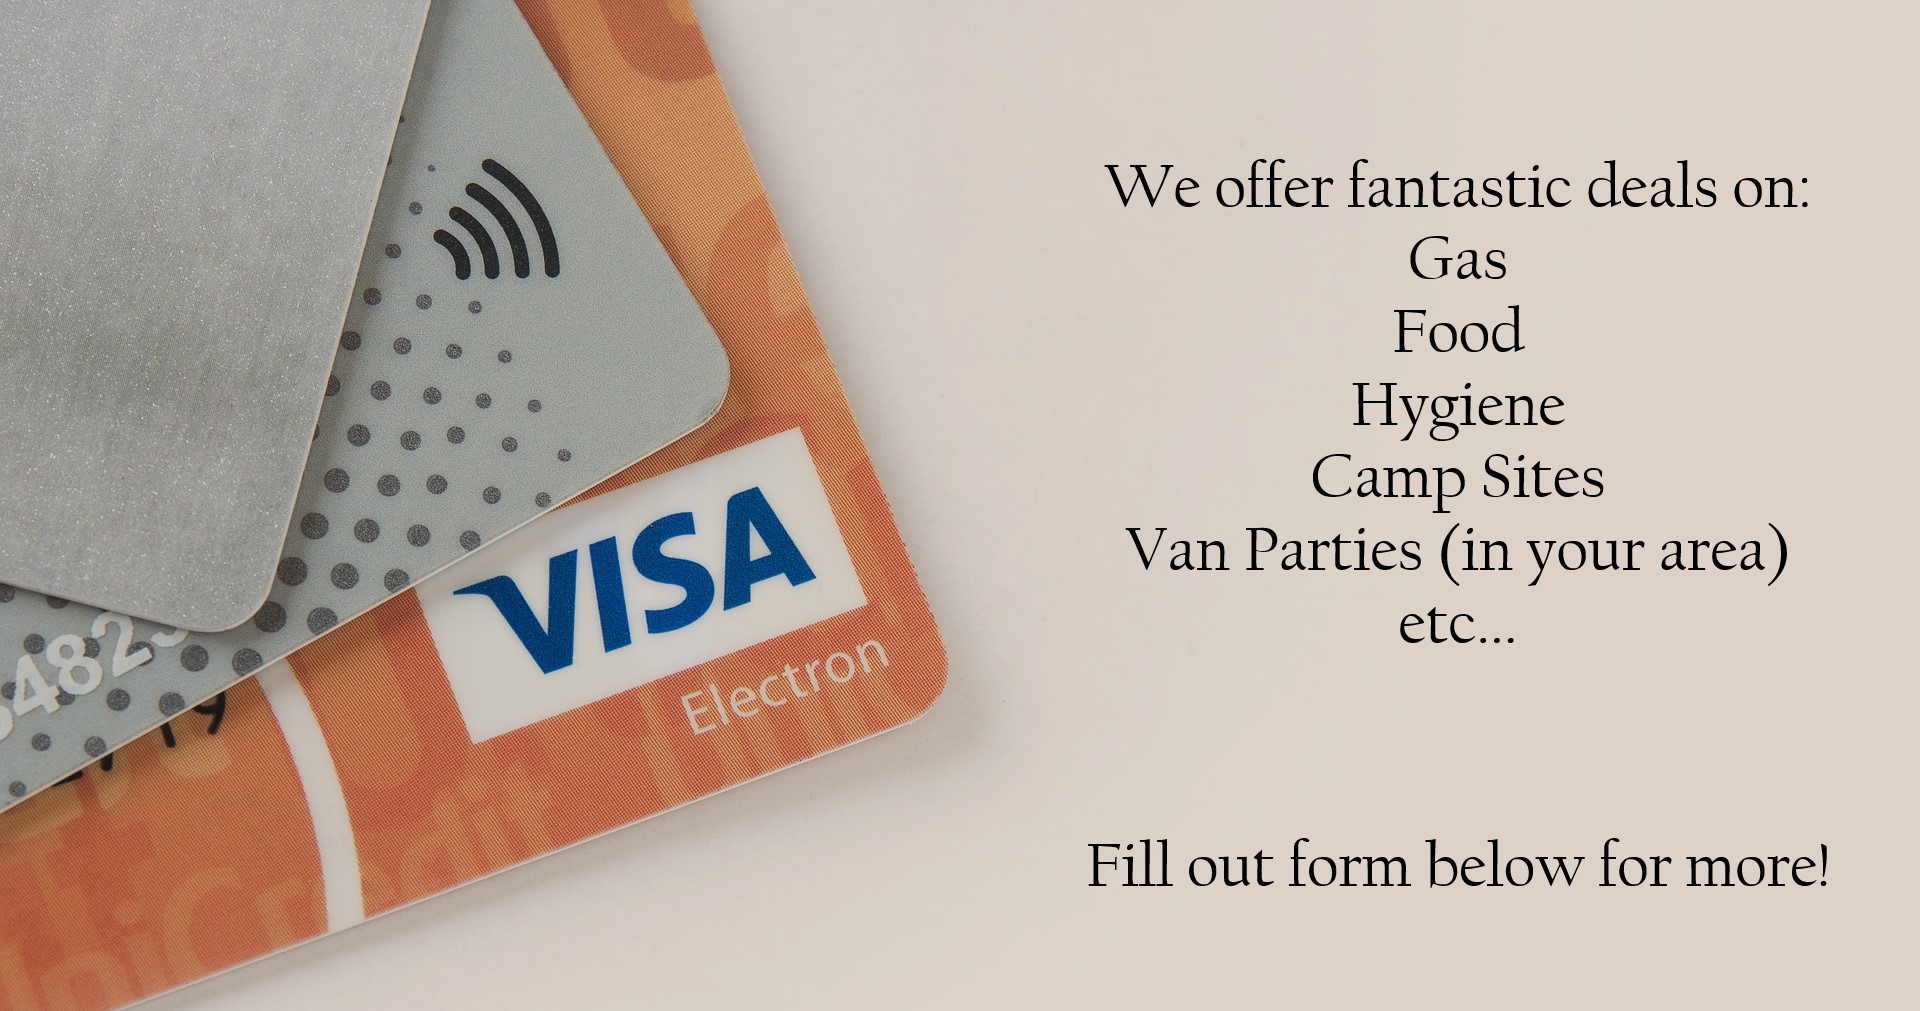 We offer fantastic deals on:
Gas
Food
Hygiene
Camp Sites
Van Parties (in your area)
etc...
Fill out form below for more!
VISA
Electron
482
19